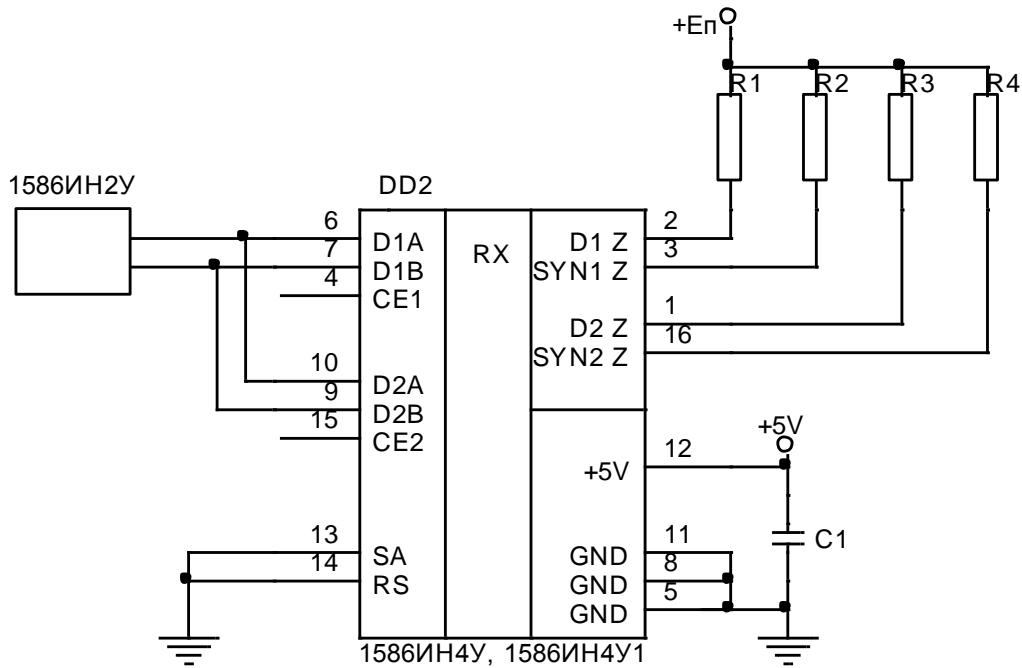 +Eп
R1 R2 R3 R4
1586ИН2У
DD2
6 D1A
7 D1B
4 CE1
10 D2A
9 D2B
15 CE2
13 SA
14 RS
RX
D1 Z 2
SYN1 Z 3
D2 Z 1
SYN2 Z 16
+5V 12
GND 11
GND 8
GND 5
+5V
C1
1586ИН4У, 1586ИН4У1